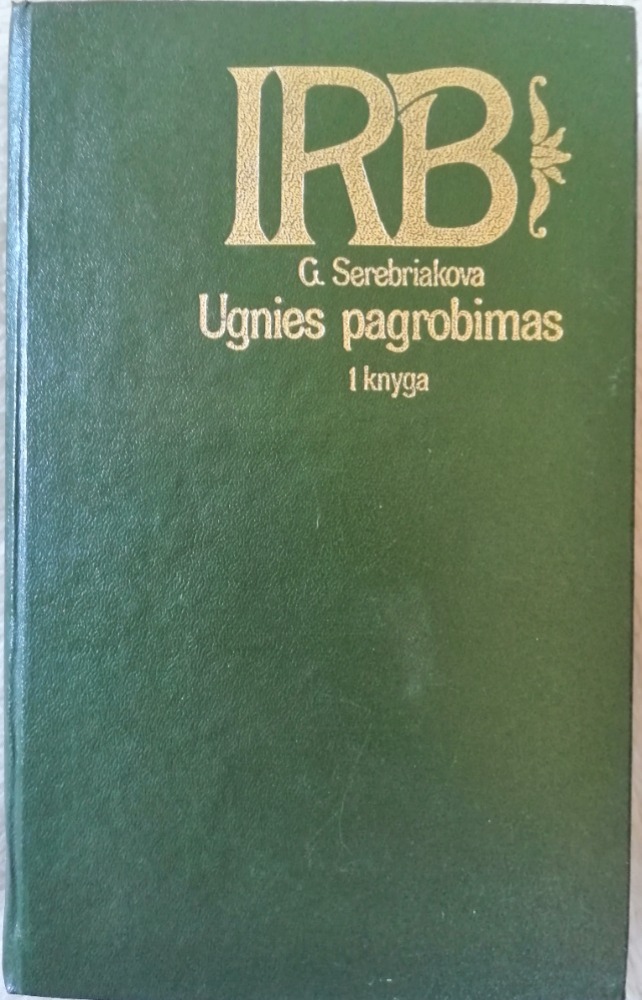 IRB
G. Serebriakova
Ugnies pagrobimas
1 knyga